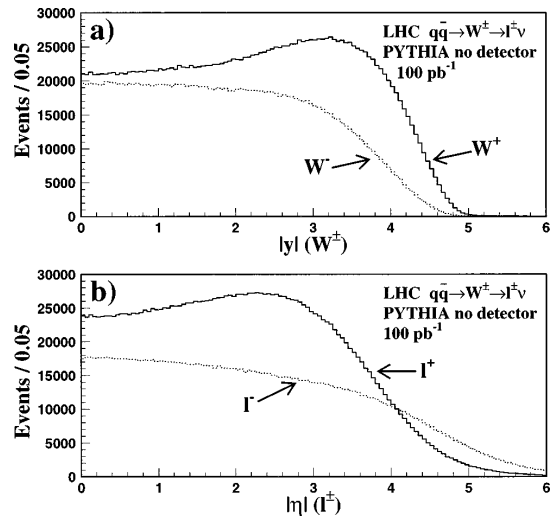 a)
LHC qq̄→W±→l±ν
PYTHIA no detector
100 pb⁻¹
Events / 0.05
30000
25000
20000
15000
10000
5000
0
W⁻
W⁺
0 1 2 3 4 5 6
|y| (W±)
b)
LHC qq̄→W±→l±ν
PYTHIA no detector
100 pb⁻¹
Events / 0.05
30000
25000
20000
15000
10000
5000
0
l⁺
l⁻
0 1 2 3 4 5 6
|η| (l±)